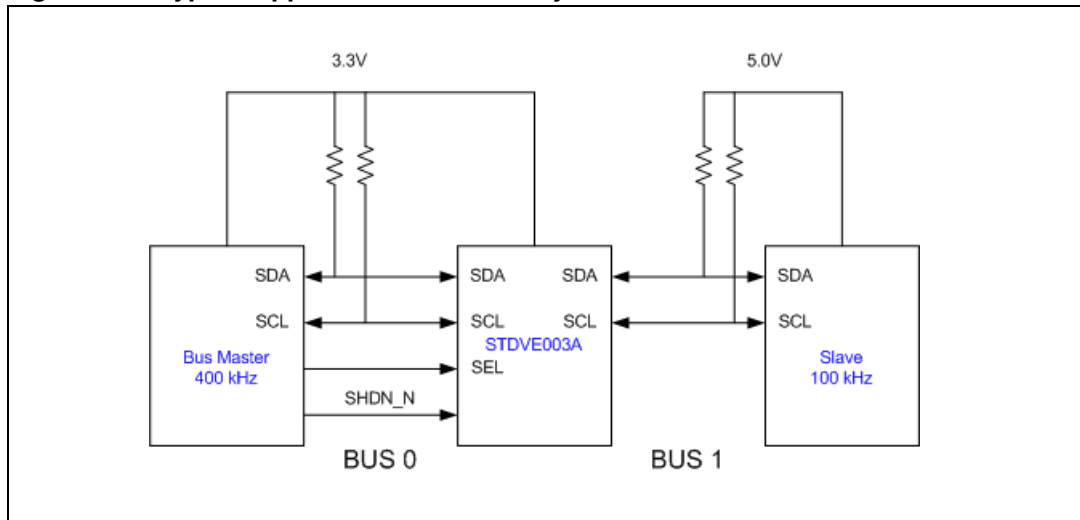 3.3V
5.0V
SDA
SDA
SDA
SDA
SCL
SCL
SCL
SCL
STDVE003A
Bus Master
400 kHz
SEL
Slave
100 kHz
SHDN_N
BUS 0
BUS 1